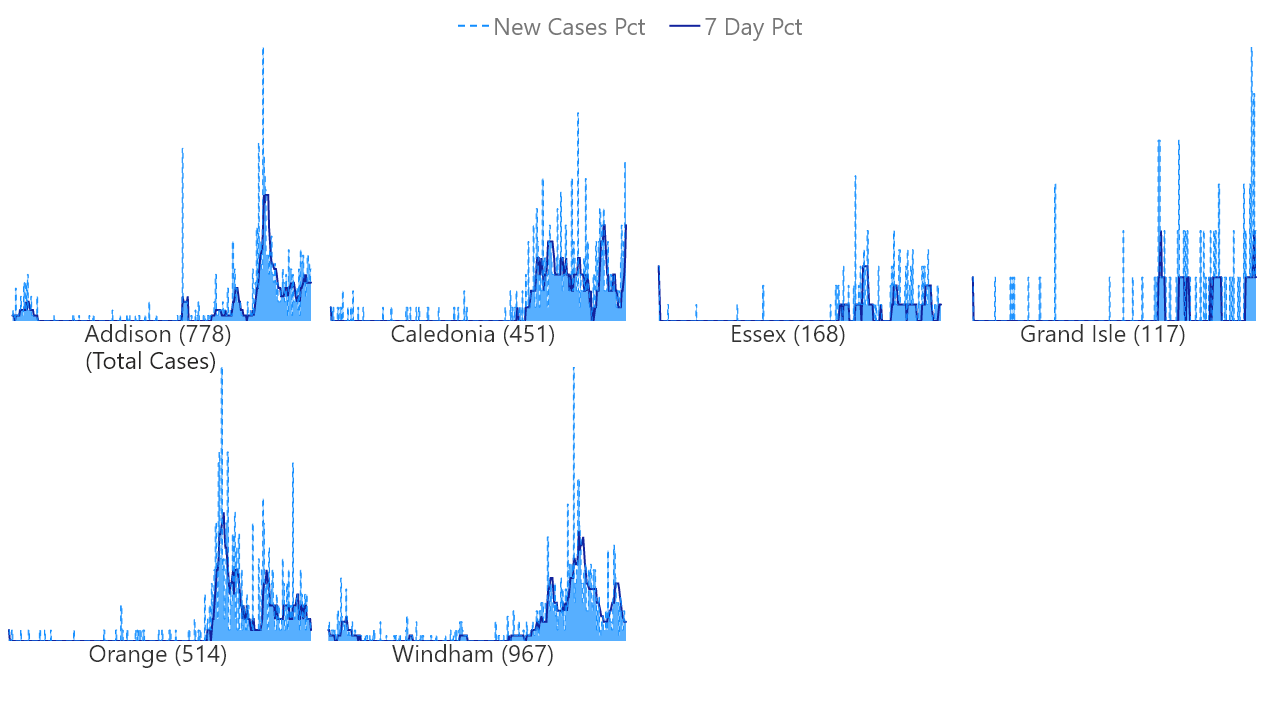 New Cases Pct 7 Day Pct
Addison (778) Caledonia (451) Essex (168) Grand Isle (117)
(Total Cases)
Orange (514) Windham (967)